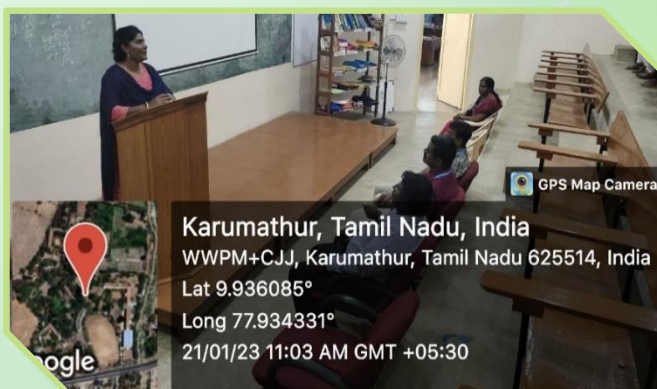 GPS Map Camera
Karumathur, Tamil Nadu, India
WWPM+CJJ, Karumathur, Tamil Nadu 625514, India
Lat 9.936085°
Long 77.934331°
21/01/23 11:03 AM GMT +05:30
oogle